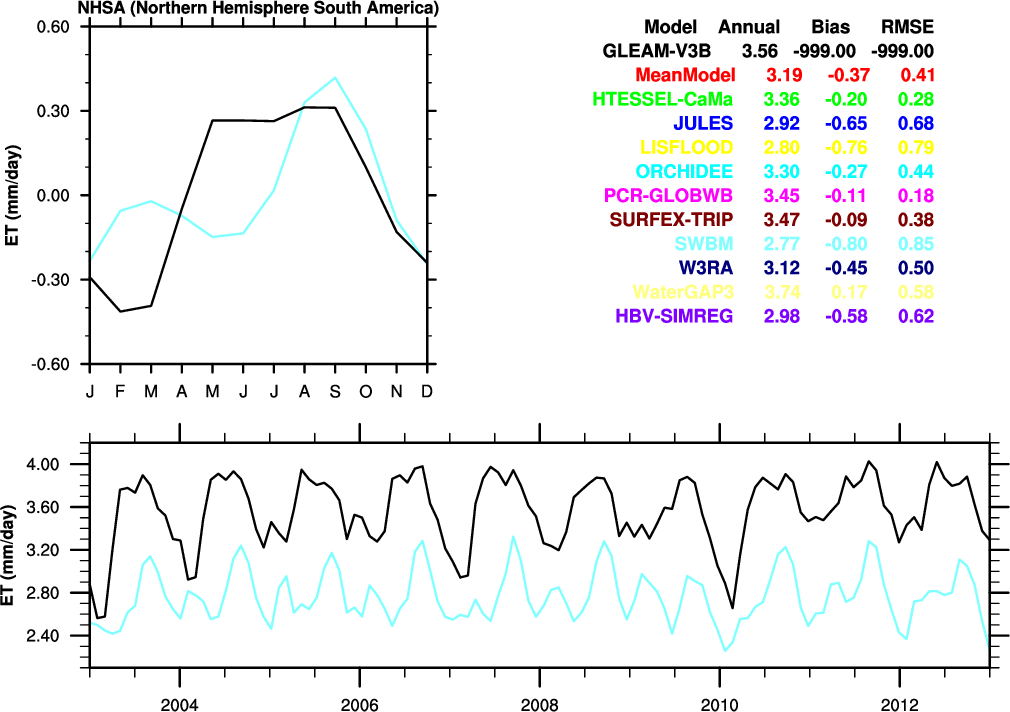 NHSA (Northern Hemisphere South America)
0.60
0.30
0.00
-0.30
-0.60
ET (mm/day)
J F M A M J J A S O N D
Model Annual Bias RMSE
GLEAM-V3B 3.56 -999.00 -999.00
MeanModel 3.19 -0.37 0.41
HTESSEL-CaMa 3.36 -0.20 0.28
JULES 2.92 -0.65 0.68
LISFLOOD 2.80 -0.76 0.79
ORCHIDEE 3.30 -0.27 0.44
PCR-GLOBWB 3.45 -0.11 0.18
SURFEX-TRIP 3.47 -0.09 0.38
SWBM 2.77 -0.80 0.85
W3RA 3.12 -0.45 0.50
WaterGAP3 3.74 0.17 0.58
HBV-SIMREG 2.98 -0.58 0.62
4.00
3.60
3.20
2.80
2.40
ET (mm/day)
2004 2006 2008 2010 2012